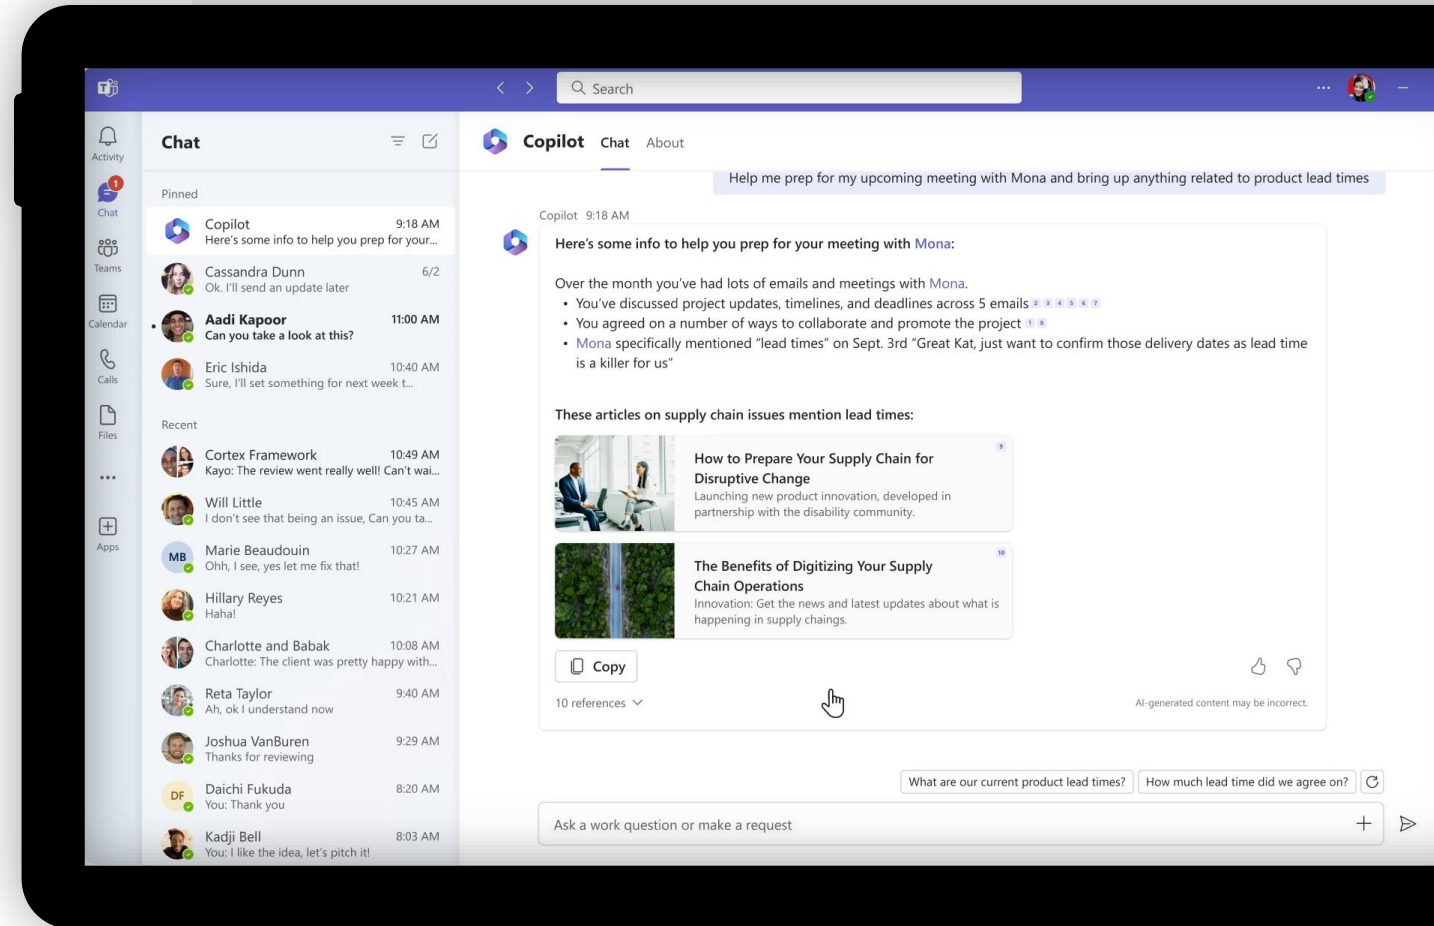 Search
Activity
1
Chat
Teams
Calendar
Calls
Files
Apps
Chat
Pinned
Copilot 9:18 AM
Here's some info to help you prep for your...
Cassandra Dunn 6/2
Ok. I'll send an update later
Aadi Kapoor 11:00 AM
Can you take a look at this?
Eric Ishida 10:40 AM
Sure, I'll set something for next week t...
Recent
Cortex Framework 10:49 AM
Kayo: The review went really well! Can't wai...
Will Little 10:45 AM
I don't see that being an issue, Can you ta...
MB
Marie Beaudouin 10:27 AM
Ohh, I see, yes let me fix that!
Hillary Reyes 10:21 AM
Haha!
Charlotte and Babak 10:08 AM
Charlotte: The client was pretty happy with...
Reta Taylor 9:40 AM
Ah, ok I understand now
Joshua VanBuren 9:29 AM
Thanks for reviewing
DF
Daichi Fukuda 8:20 AM
You: Thank you
Kadji Bell 8:03 AM
You: I like the idea, let's pitch it!
Copilot Chat About
Help me prep for my upcoming meeting with Mona and bring up anything related to product lead times
Copilot 9:18 AM
Here's some info to help you prep for your meeting with Mona:
Over the month you've had lots of emails and meetings with Mona.
• You've discussed project updates, timelines, and deadlines across 5 emails 2 3 4 5 6 7
• You agreed on a number of ways to collaborate and promote the project 1 8
• Mona specifically mentioned "lead times" on Sept. 3rd "Great Kat, just want to confirm those delivery dates as lead time
is a killer for us"
These articles on supply chain issues mention lead times:
9
How to Prepare Your Supply Chain for
Disruptive Change
Launching new product innovation, developed in
partnership with the disability community.
10
The Benefits of Digitizing Your Supply
Chain Operations
Innovation: Get the news and latest updates about what is
happening in supply chaings.
Copy
10 references
AI-generated content may be incorrect.
What are our current product lead times? How much lead time did we agree on?
Ask a work question or make a request